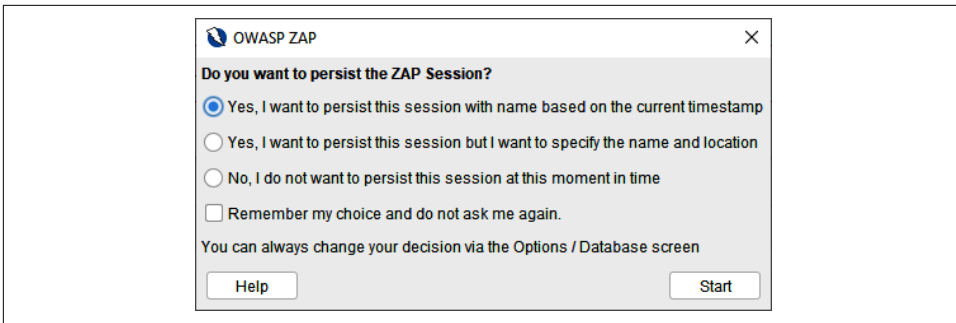 OWASP ZAP
Do you want to persist the ZAP Session?
Yes, I want to persist this session with name based on the current timestamp
Yes, I want to persist this session but I want to specify the name and location
No, I do not want to persist this session at this moment in time
Remember my choice and do not ask me again.
You can always change your decision via the Options / Database screen
Help Start